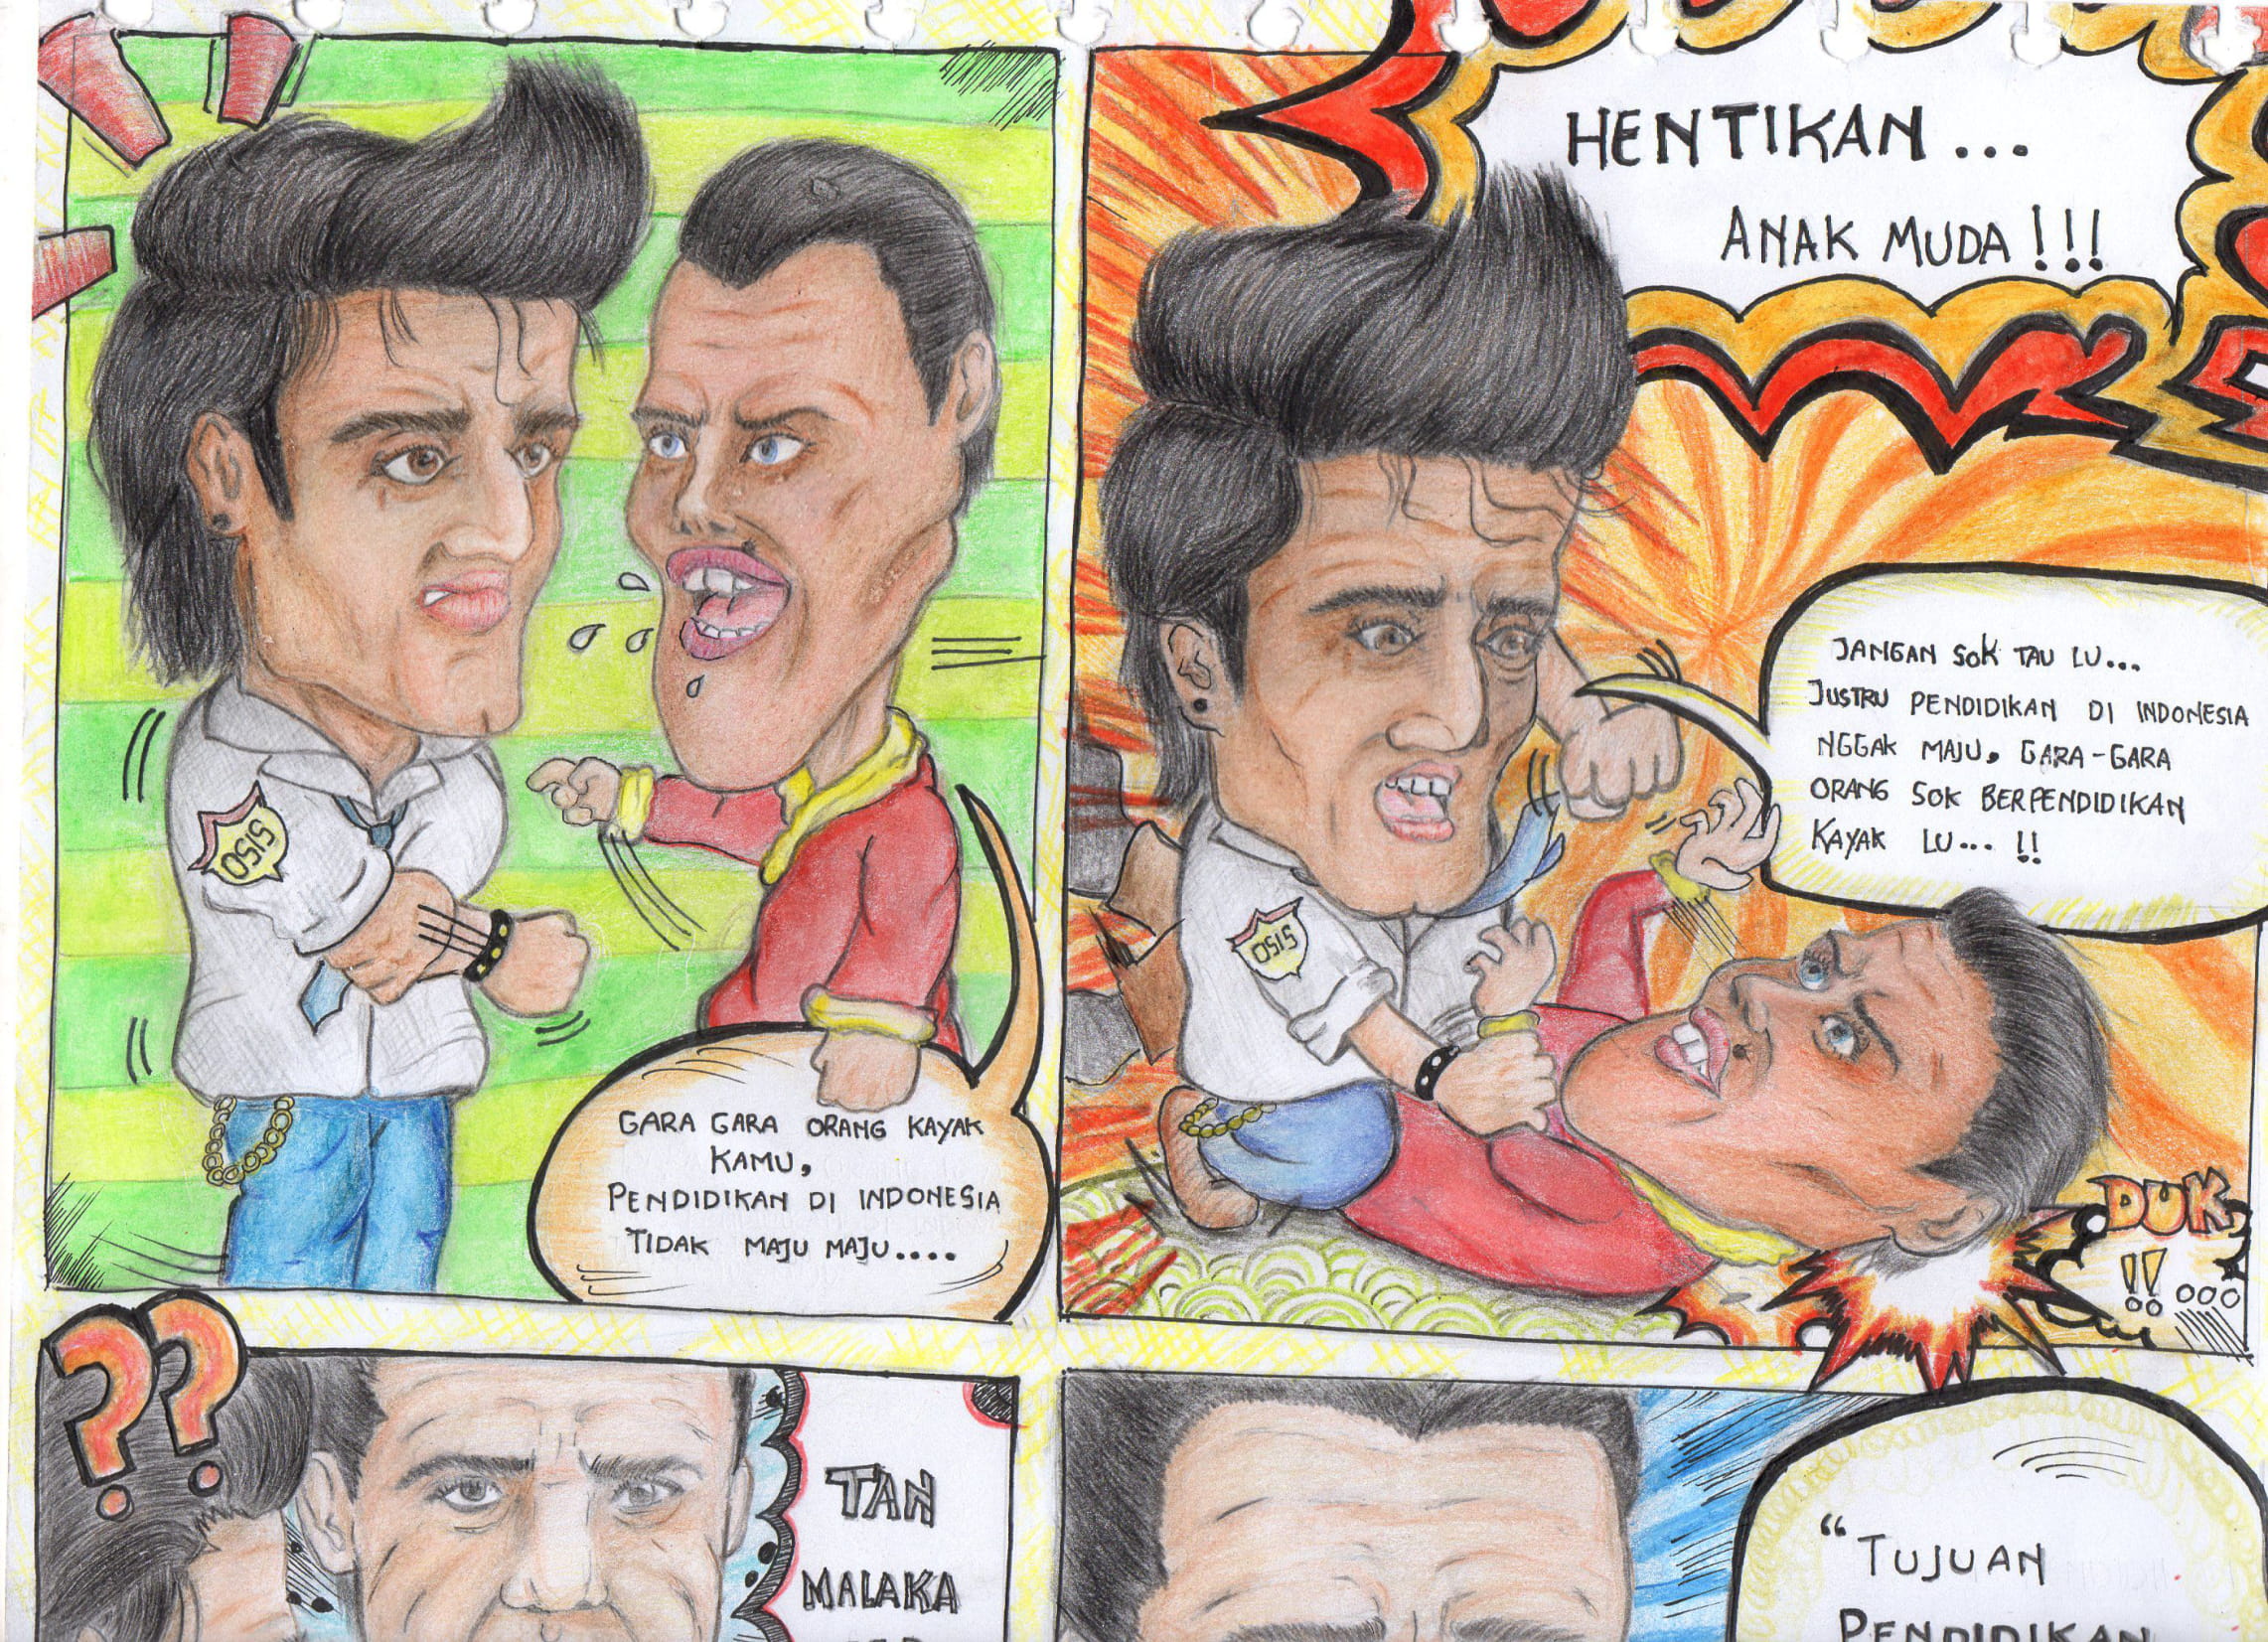 OSIS
GARA GARA ORANG KAYAK
KAMU,
PENDIDIKAN DI INDONESIA
TIDAK MAJU MAJU....
HENTIKAN...
ANAK MUDA!!!
JANGAN SOK TAU LU...
JUSTRU PENDIDIKAN DI INDONESIA
NGGAK MAJU, GARA-GARA
ORANG SOK BERPENDIDIKAN
KAYAK LU... !!
OSIS
DUK
!!...
??
TAN
MALAKA
"TUJUAN
PENDIDIKAN